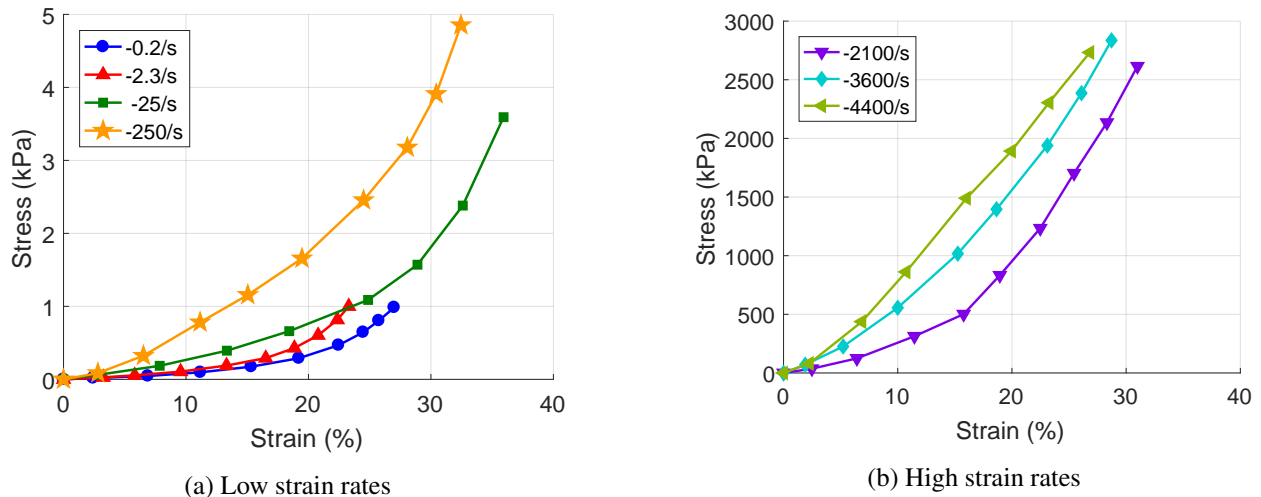 5
4
3
2
1
0
Stress (kPa)
-0.2/s
-2.3/s
-25/s
-250/s
0 10 20 30 40
Strain (%)
(a) Low strain rates
3000
2500
2000
1500
1000
500
0
Stress (kPa)
-2100/s
-3600/s
-4400/s
0 10 20 30 40
Strain (%)
(b) High strain rates